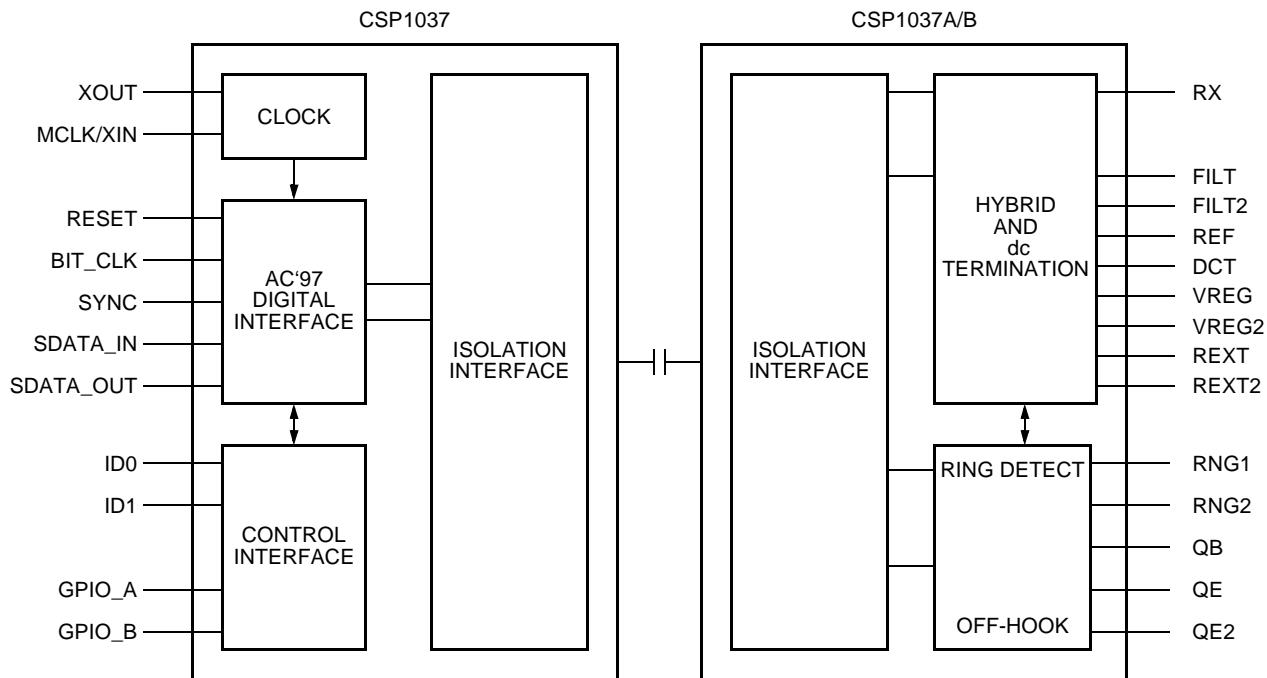 CSP1037
CSP1037A/B
XOUT
MCLK/XIN
CLOCK
RESET
BIT_CLK
SYNC
SDATA_IN
SDATA_OUT
AC‘97
DIGITAL
INTERFACE
ID0
ID1
GPIO_A
GPIO_B
CONTROL
INTERFACE
ISOLATION
INTERFACE
ISOLATION
INTERFACE
HYBRID
AND
dc
TERMINATION
RX
FILT
FILT2
REF
DCT
VREG
VREG2
REXT
REXT2
RING DETECT
OFF-HOOK
RNG1
RNG2
QB
QE
QE2